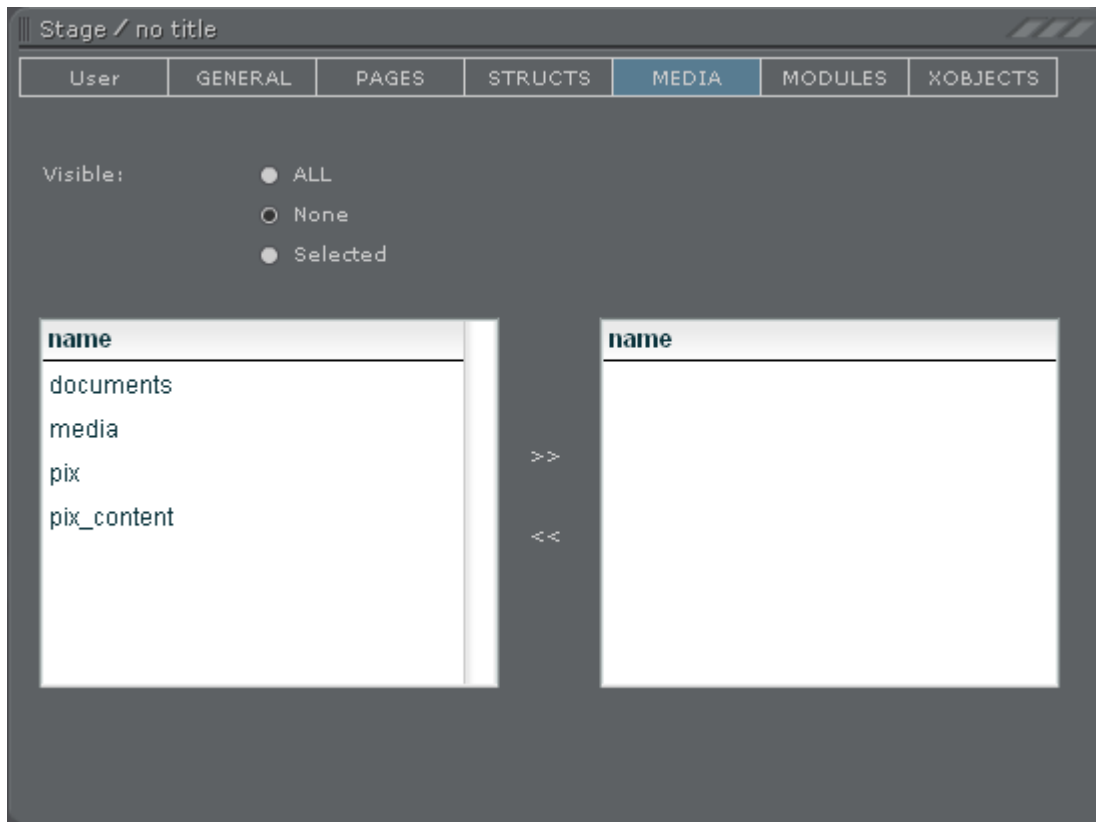 Stage / no title
User GENERAL PAGES STRUCTS MEDIA MODULES XOBJECTS
Visible: ALL
None
Selected
name name
documents
media
pix
pix_content
>>
<<